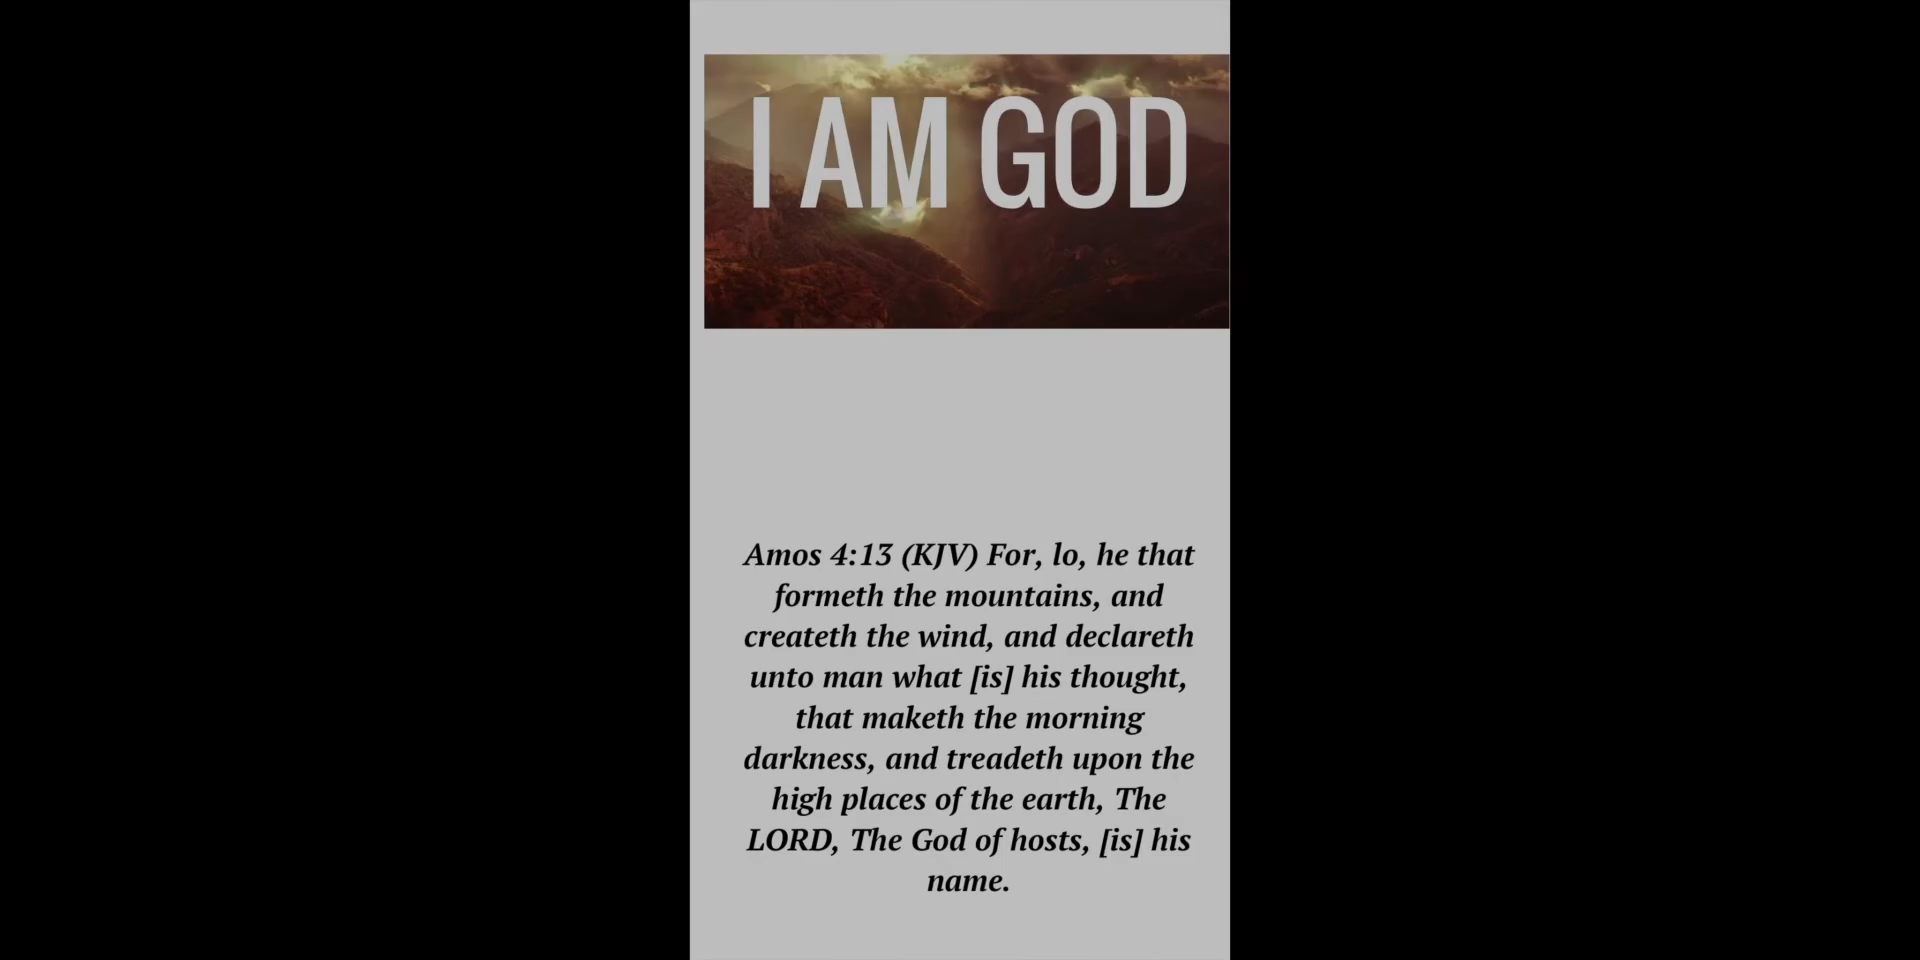 I AM GOD
Amos 4:13 (KJV) For, lo, he that
formeth the mountains, and
createth the wind, and declareth
unto man what [is] his thought,
that maketh the morning
darkness, and treadeth upon the
high places of the earth, The
LORD, The God of hosts, [is] his
name.